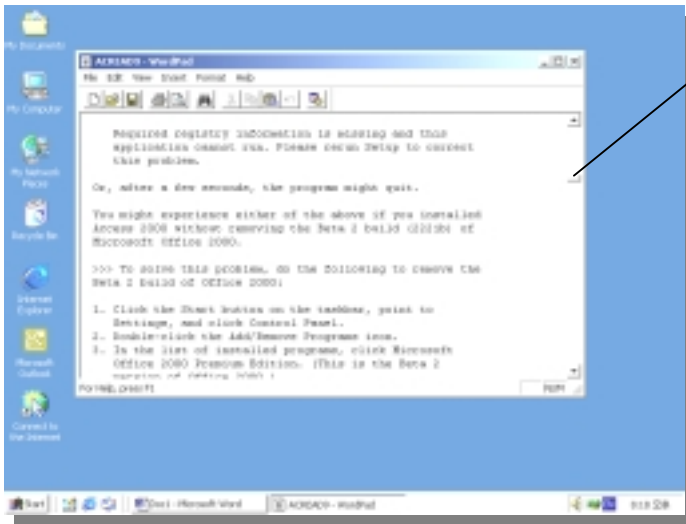 My Documents
My Computer
My Network
Places
Recycle Bin
Internet
Explorer
Microsoft
Outlook
Connect to
the Internet
ACREAD9 - WordPad
File Edit View Insert Format Help
Required registry information is missing and this
application cannot run. Please rerun Setup to correct
this problem.
Or, after a few seconds, the program might quit.
You might experience either of the above if you installed
Access 2000 without removing the Beta 2 build (2221b) of
Microsoft Office 2000.
>>> To solve this problem, do the following to remove the
Beta 2 build of Office 2000:
1. Click the Start button on the taskbar, point to
Settings, and click Control Panel.
2. Double-click the Add/Remove Programs icon.
3. In the list of installed programs, click Microsoft
Office 2000 Premium Edition. (This is the Beta 2
version of Office 2000.)
For Help, press F1
NUM
Start
Doc1 - Microsoft Word
ACREAD9 - WordPad